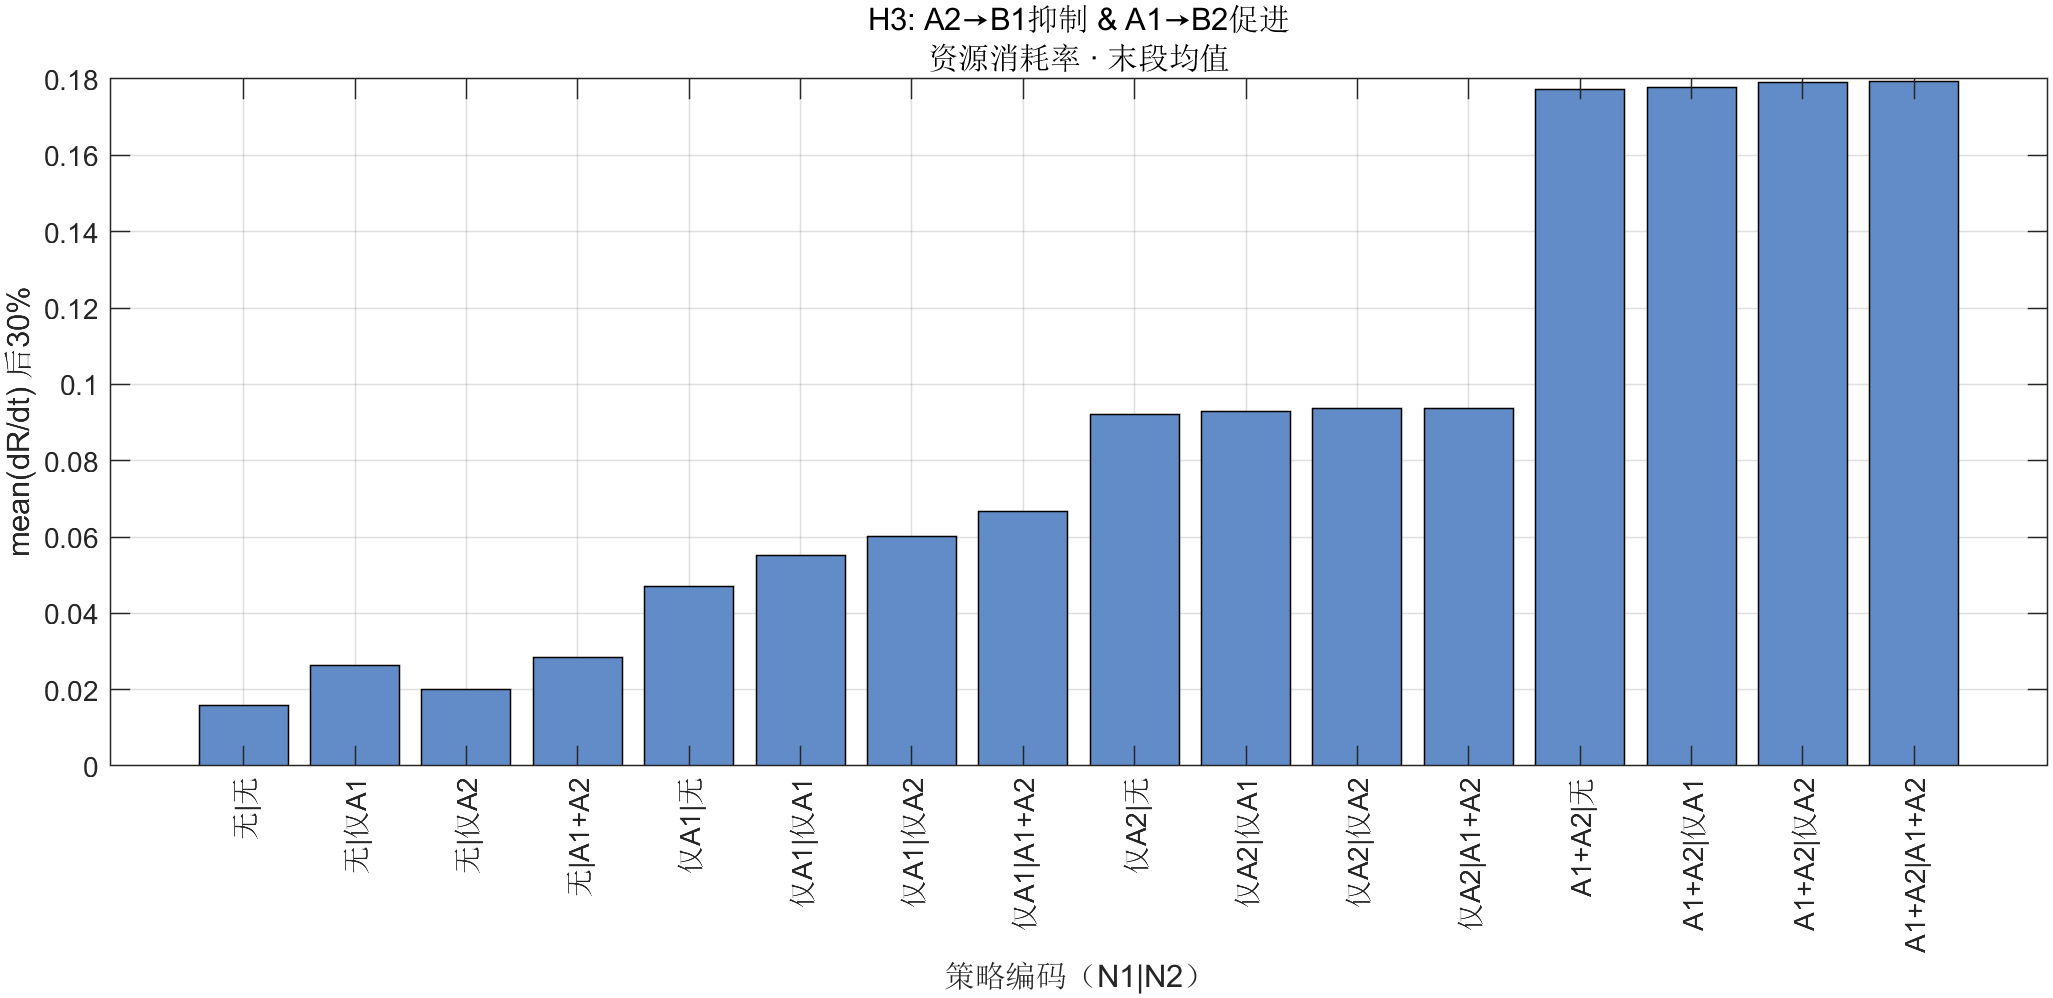 H3: A2→B1抑制 & A1→B2促进
资源消耗率 · 末段均值
mean(dR/dt) 后30%
0.18
0.16
0.14
0.12
0.1
0.08
0.06
0.04
0.02
0
无|无
无|仅A1
无|仅A2
无|A1+A2
仅A1|无
仅A1|仅A1
仅A1|仅A2
仅A1|A1+A2
仅A2|无
仅A2|仅A1
仅A2|仅A2
仅A2|A1+A2
A1+A2|无
A1+A2|仅A1
A1+A2|仅A2
A1+A2|A1+A2
策略编码（N1|N2）